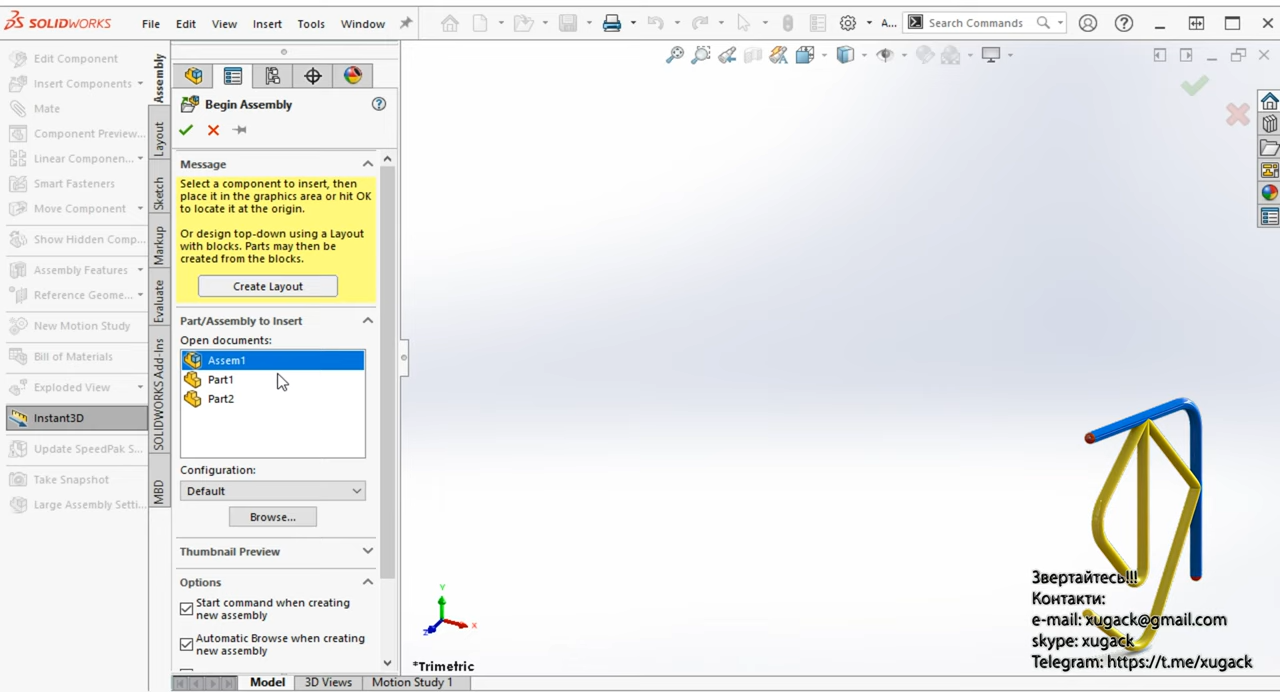 SOLIDWORKS File Edit View Insert Tools Window A... Search Commands
Edit Component
Insert Components
Mate
Component Preview...
Linear Componen...
Smart Fasteners
Move Component
Show Hidden Comp...
Assembly Features
Reference Geome...
New Motion Study
Bill of Materials
Exploded View
Instant3D
Update SpeedPak S...
Take Snapshot
Large Assembly Setti...
Assembly
Layout
Sketch
Markup
Evaluate
SOLIDWORKS Add-Ins
MBD
Begin Assembly
Message
Select a component to insert, then
place it in the graphics area or hit OK
to locate it at the origin.
Or design top-down using a Layout
with blocks. Parts may then be
created from the blocks.
Create Layout
Part/Assembly to Insert
Open documents:
Assem1
Part1
Part2
Configuration:
Default
Browse...
Thumbnail Preview
Options
Start command when creating
new assembly
Automatic Browse when creating
new assembly
Y
X
Z
*Trimetric
Model 3D Views Motion Study 1
Звертайтесь!!!
Контакти:
e-mail: xugack@gmail.com
skype: xugack
Telegram: https://t.me/xugack